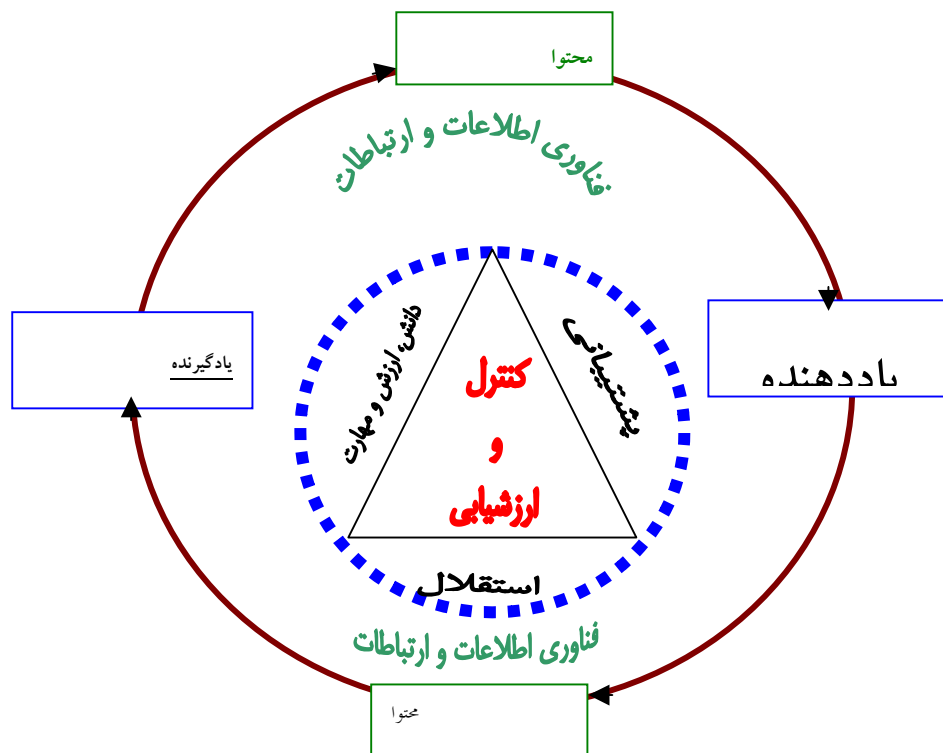 محتوا
فناوری اطلاعات و ارتباطات
دانش، ارزش و مهارت
پشتیبانی
کنترل
و
ارزشیابی
یادگیرنده
یاددهنده
استقلال
فناوری اطلاعات و ارتباطات
محتوا